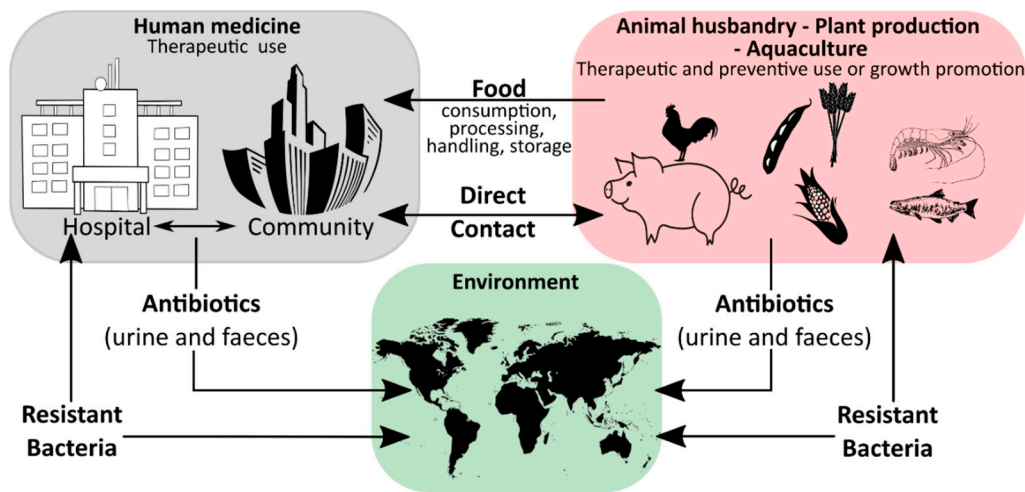 Human medicine
Therapeutic use
Hospital
Community
Food
consumption,
processing,
handling, storage
Direct
Contact
Animal husbandry - Plant production
- Aquaculture
Therapeutic and preventive use or growth promotion
Antibiotics
(urine and faeces)
Environment
Antibiotics
(urine and faeces)
Resistant
Bacteria
Resistant
Bacteria